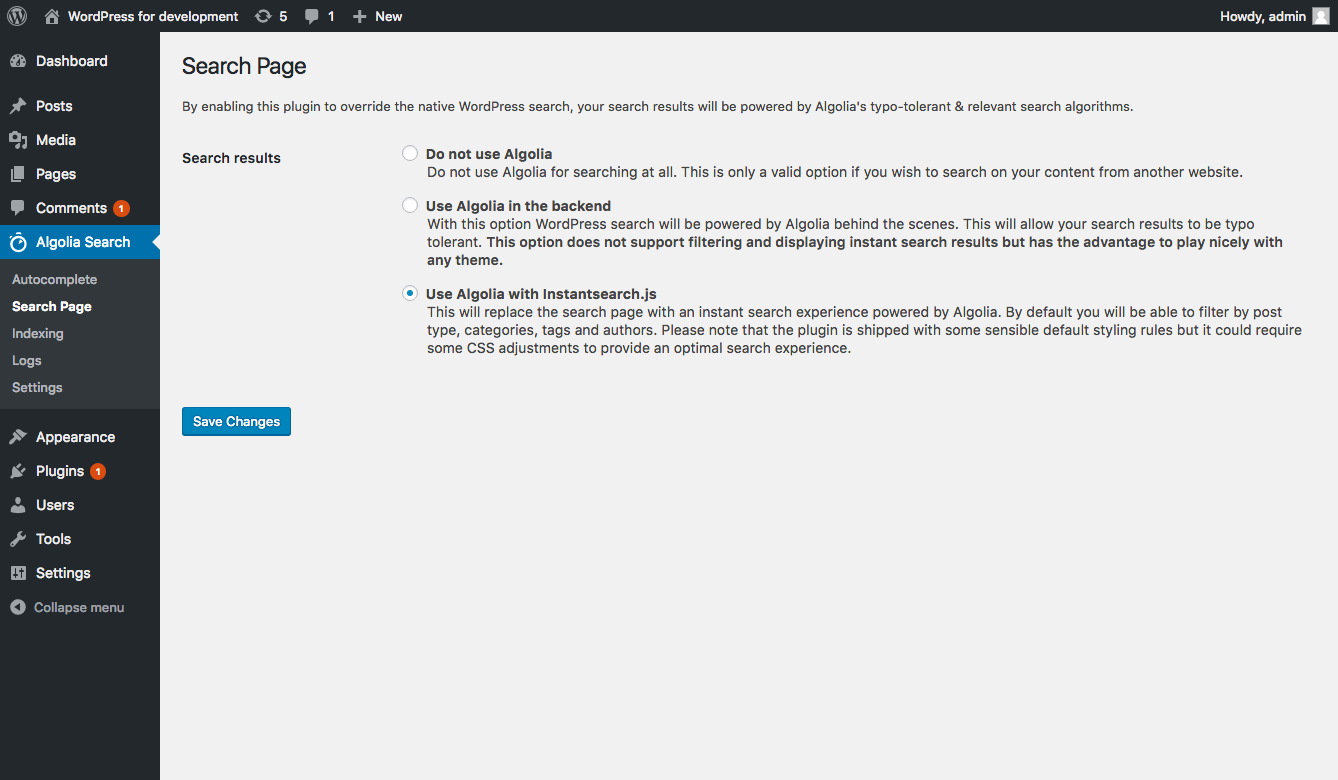 WordPress for development 5 1 New Howdy, admin
Dashboard
Posts
Media
Pages
Comments 1
Algolia Search
Autocomplete
Search Page
Indexing
Logs
Settings
Appearance
Plugins 1
Users
Tools
Settings
Collapse menu
Search Page
By enabling this plugin to override the native WordPress search, your search results will be powered by Algolia's typo-tolerant & relevant search algorithms.
Search results
Do not use Algolia
Do not use Algolia for searching at all. This is only a valid option if you wish to search on your content from another website.
Use Algolia in the backend
With this option WordPress search will be powered by Algolia behind the scenes. This will allow your search results to be typo
tolerant. This option does not support filtering and displaying instant search results but has the advantage to play nicely with
any theme.
Use Algolia with Instantsearch.js
This will replace the search page with an instant search experience powered by Algolia. By default you will be able to filter by post
type, categories, tags and authors. Please note that the plugin is shipped with some sensible default styling rules but it could require
some CSS adjustments to provide an optimal search experience.
Save Changes